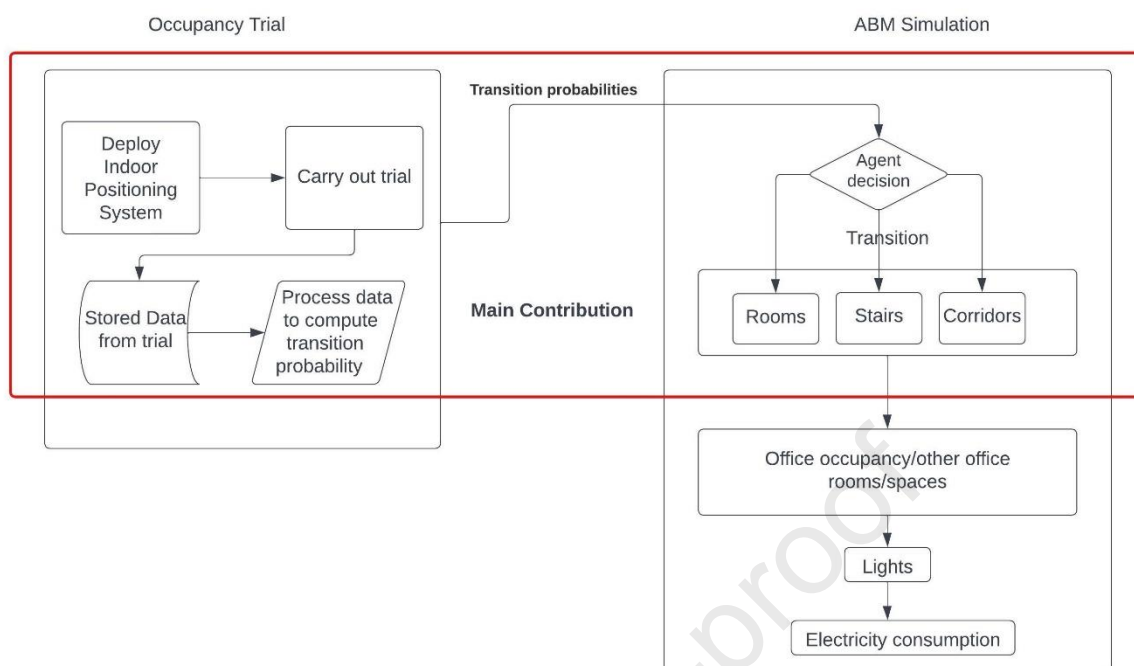 Occupancy Trial
ABM Simulation
Transition probabilities
Deploy
Indoor
Positioning
System
Carry out trial
Agent
decision
Transition
Stored Data
from trial
Process data
to compute
transition
probability
Main Contribution
Rooms
Stairs
Corridors
Office occupancy/other office
rooms/spaces
Lights
Electricity consumption
proof